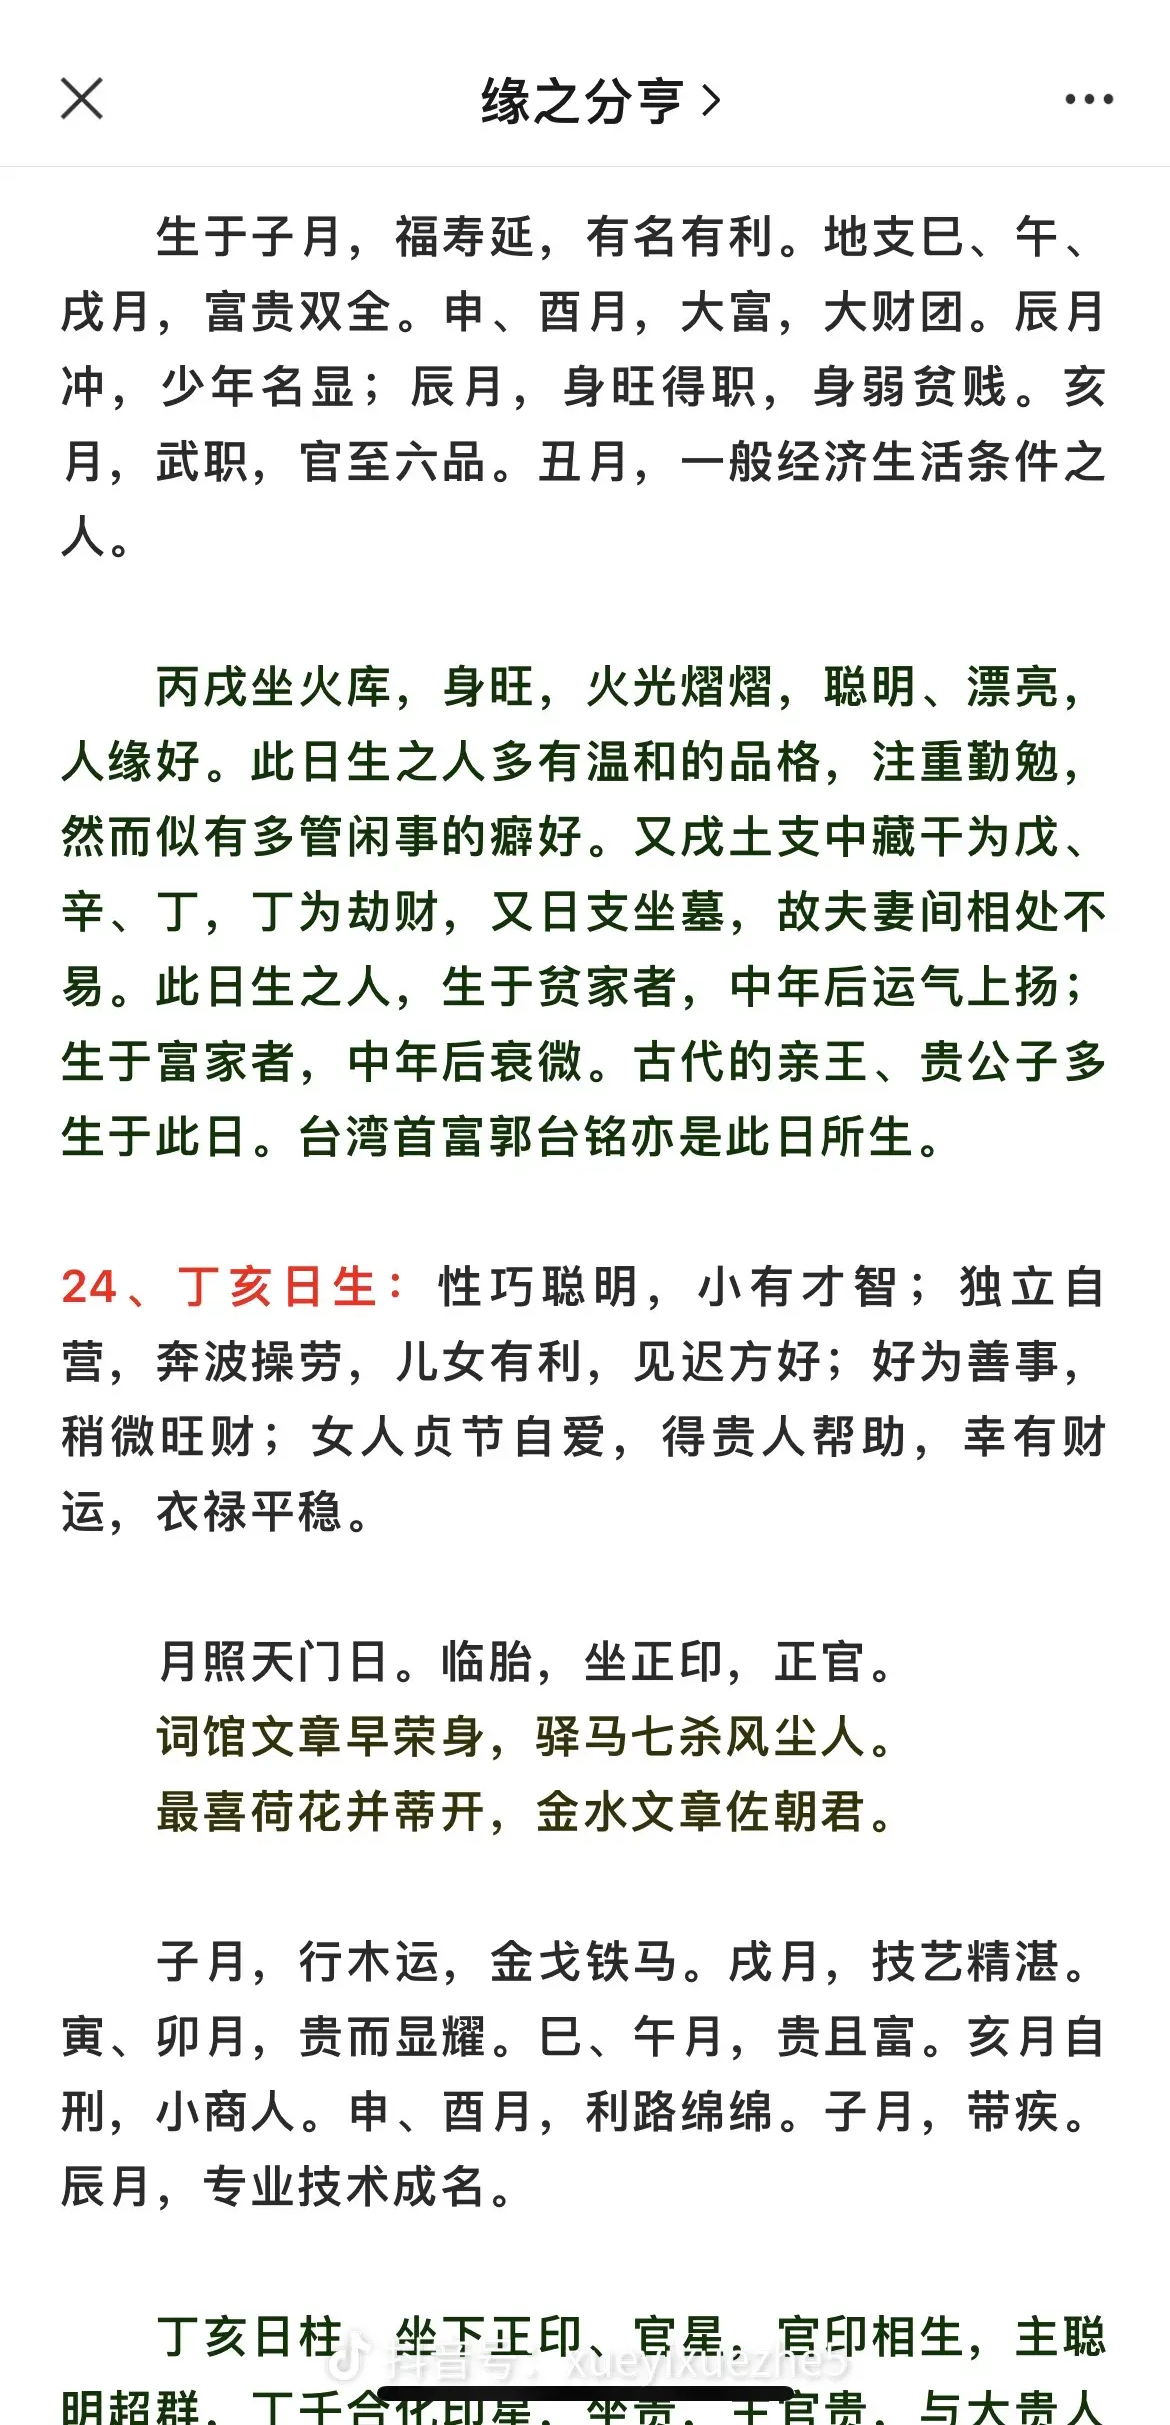 缘之分亨
生于子月，福寿延，有名有利。地支巳、午、
戌月，富贵双全。申、酉月，大富，大财团。辰月
冲，少年名显；辰月，身旺得职，身弱贫贱。亥
月，武职，官至六品。丑月，一般经济生活条件之
人。
丙戌坐火库，身旺，火光熠熠，聪明、漂亮，
人缘好。此日生之人多有温和的品格，注重勤勉，
然而似有多管闲事的癖好。又戌土支中藏干为戊、
辛、丁，丁为劫财，又日支坐墓，故夫妻间相处不
易。此日生之人，生于贫家者，中年后运气上扬；
生于富家者，中年后衰微。古代的亲王、贵公子多
生于此日。台湾首富郭台铭亦是此日所生。
24、丁亥日生：性巧聪明，小有才智；独立自
营，奔波操劳，儿女有利，见迟方好；好为善事，
稍微旺财；女人贞节自爱，得贵人帮助，幸有财
运，衣禄平稳。
月照天门日。临胎，坐正印，正官。
词馆文章早荣身，驿马七杀风尘人。
最喜荷花并蒂开，金水文章佐朝君。
子月，行木运，金戈铁马。戌月，技艺精湛。
寅、卯月，贵而显耀。巳、午月，贵且富。亥月自
刑，小商人。申、酉月，利路绵绵。子月，带疾。
辰月，专业技术成名。
丁亥日柱，坐下正印、官星，官印相生，主聪
抖音号：xueyixuezhe5
明超群，丁壬合化印星，坐贵，主官贵，与大贵人